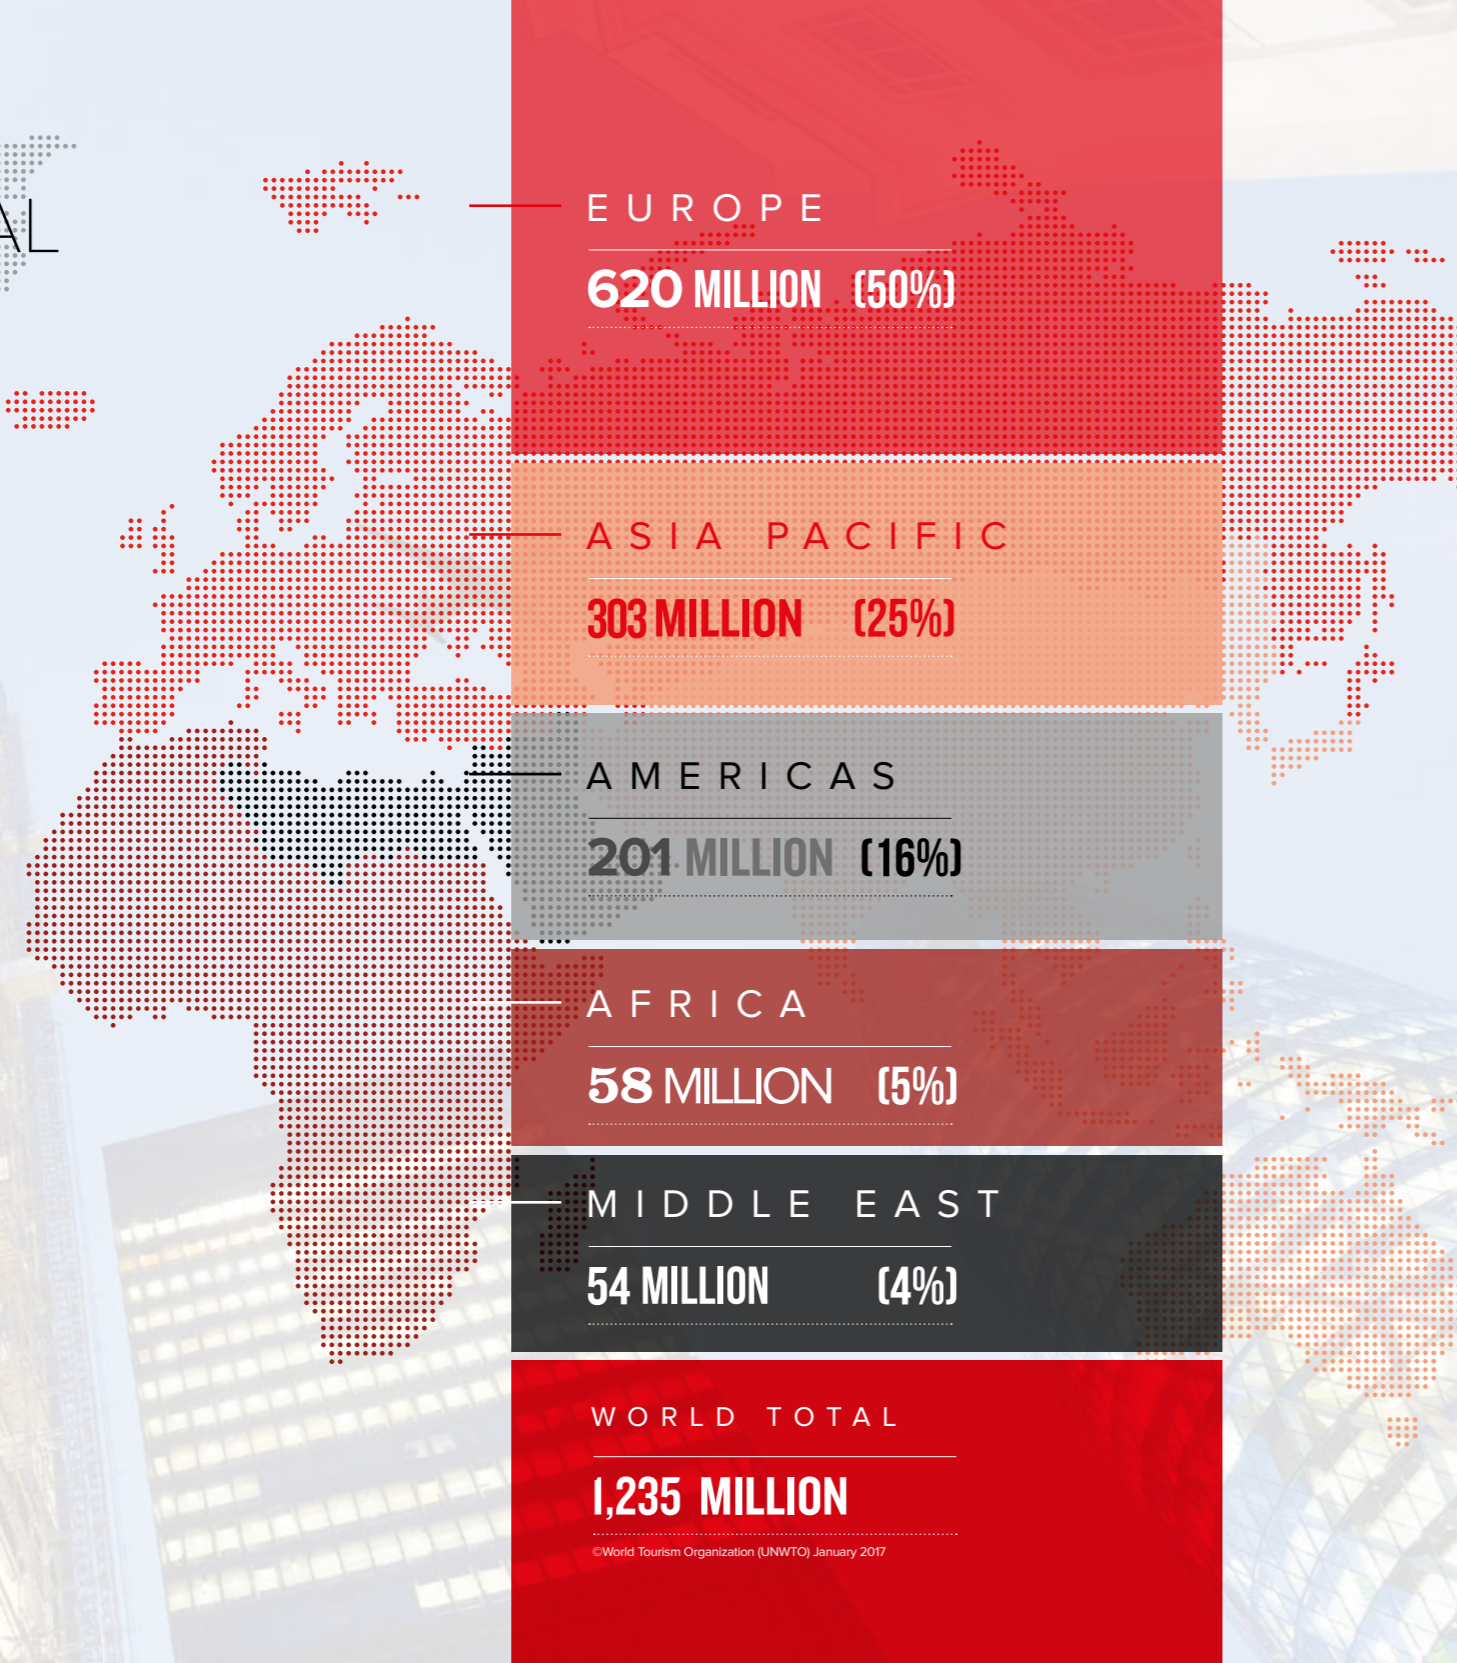 AL
EUROPE
620 MILLION (50%)
ASIA PACIFIC
303 MILLION (25%)
AMERICAS
201 MILLION (16%)
AFRICA
58 MILLION (5%)
MIDDLE EAST
54 MILLION (4%)
WORLD TOTAL
1,235 MILLION
©World Tourism Organization (UNWTO) January 2017